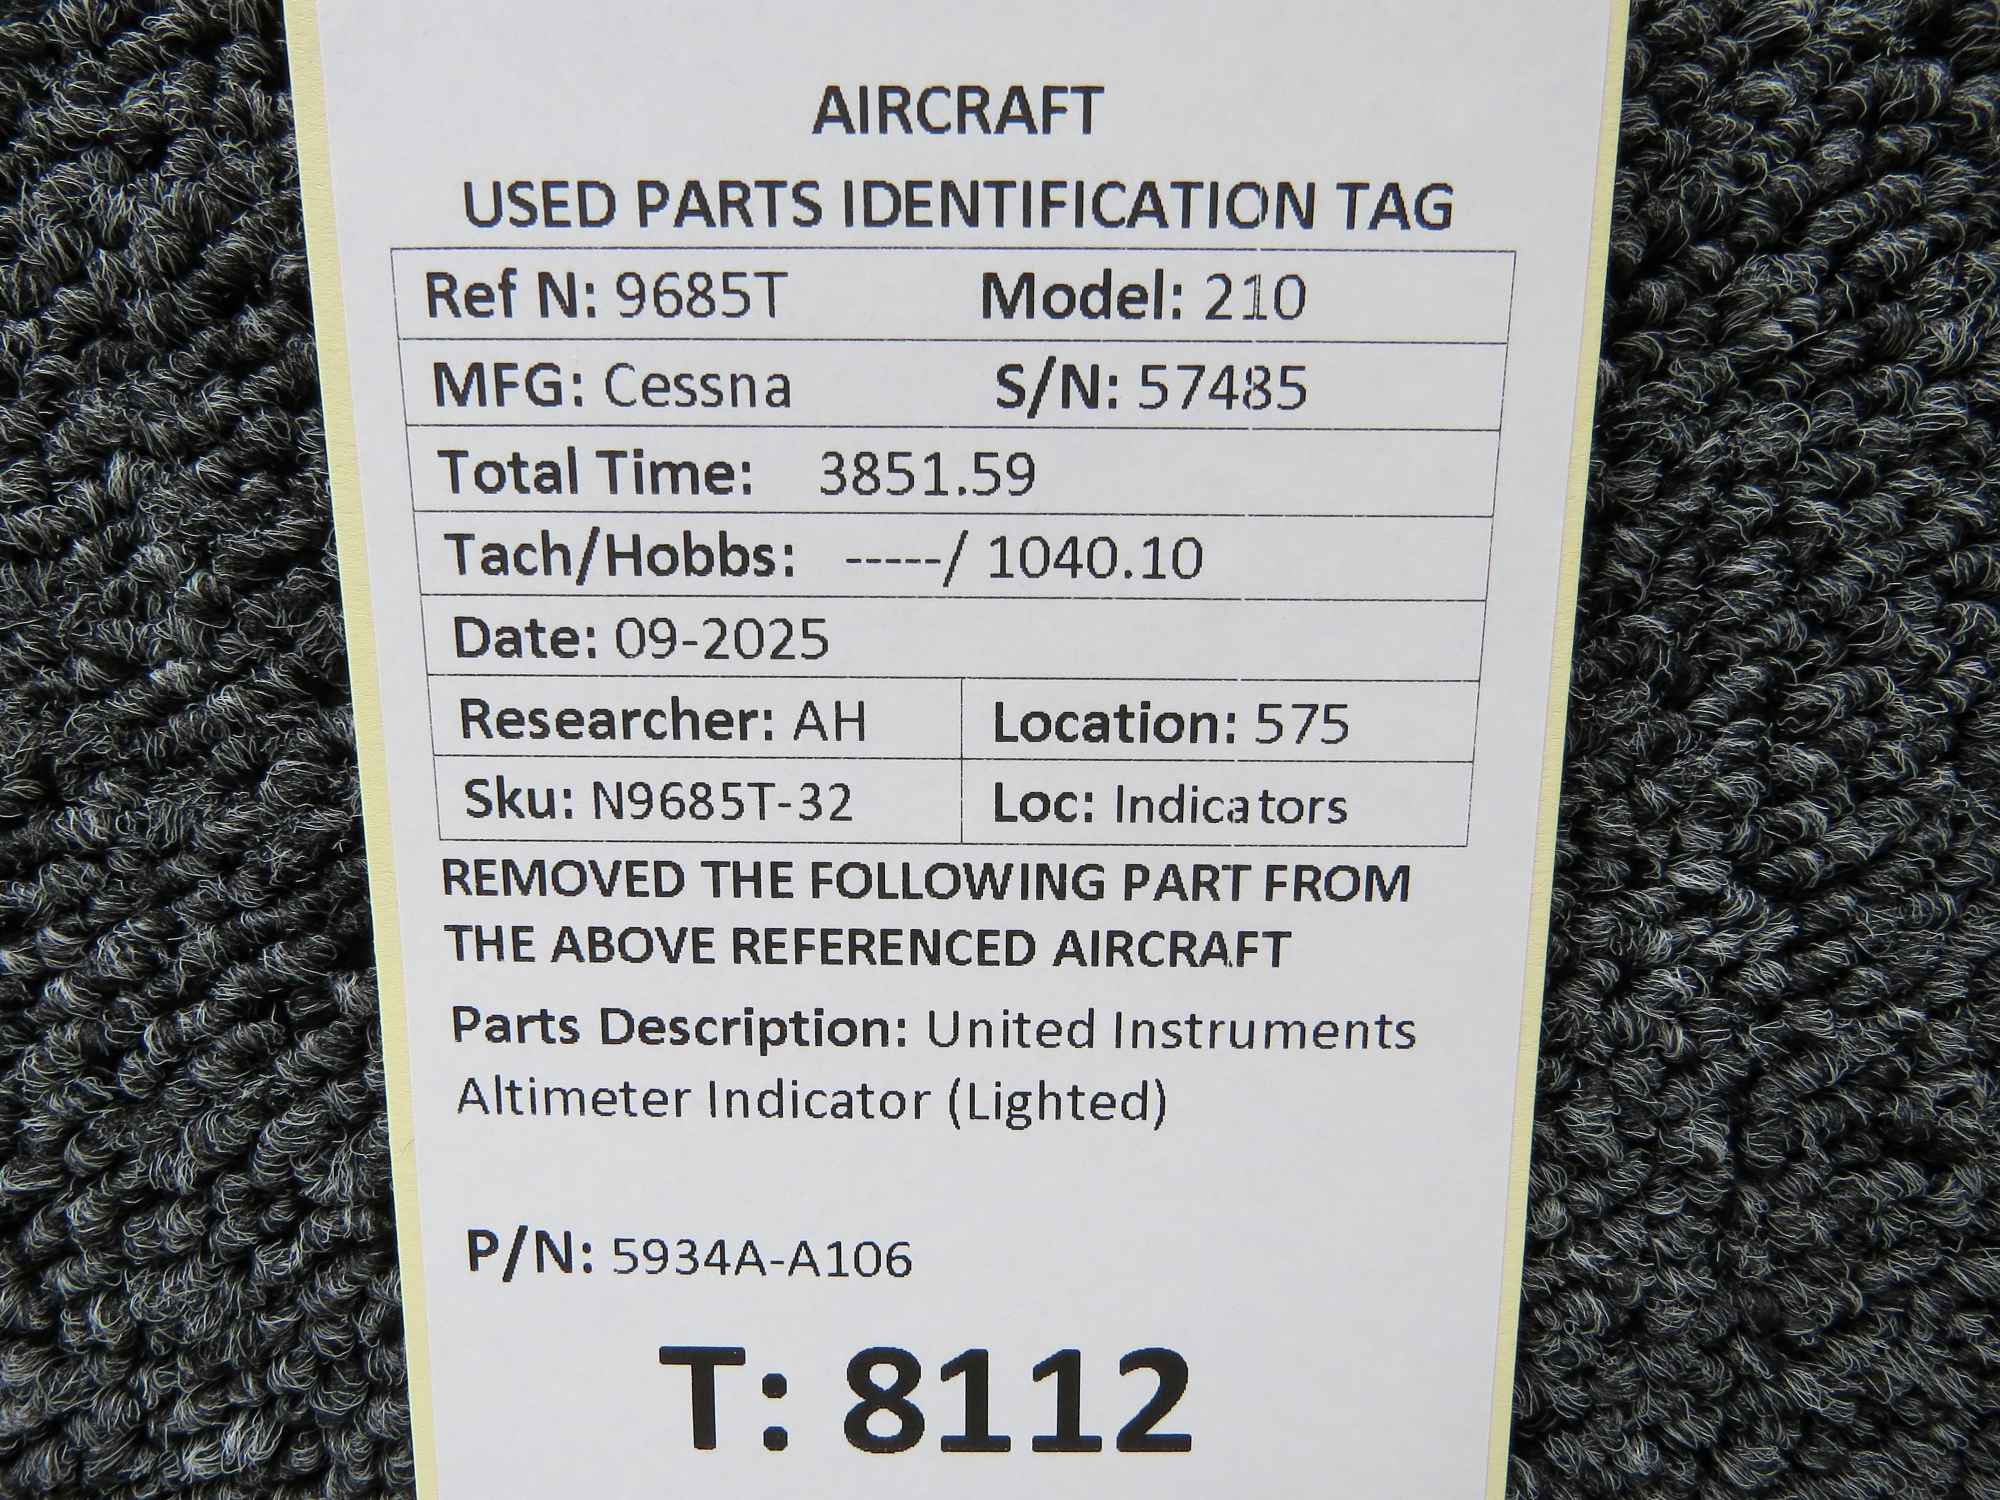 AIRCRAFT
USED PARTS IDENTIFICATION TAG
Ref N: 9685T Model: 210
MFG: Cessna S/N: 57485
Total Time: 3851.59
Tach/Hobbs: -----/ 1040.10
Date: 09-2025
Researcher: AH Location: 575
Sku: N9685T-32 Loc: Indicators
REMOVED THE FOLLOWING PART FROM
THE ABOVE REFERENCED AIRCRAFT
Parts Description: United Instruments
Altimeter Indicator (Lighted)
P/N: 5934A-A106
T: 8112